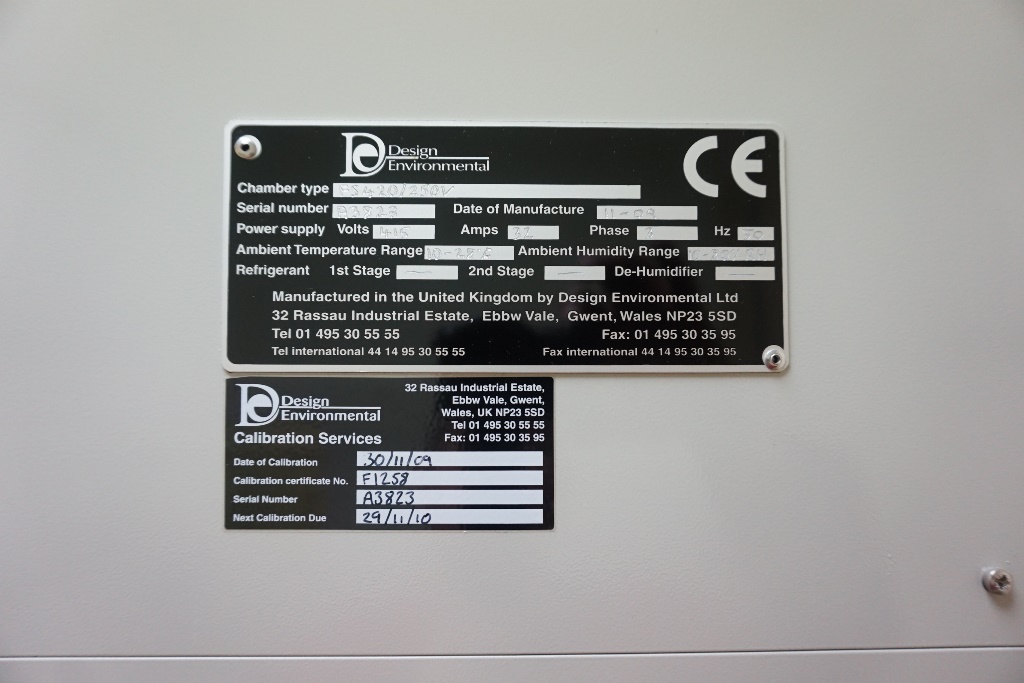 De Design
Environmental
CE
Chamber type
Serial number A3823 Date of Manufacture 11-09
Power supply Volts 415 Amps 32 Phase 3 Hz
Ambient Temperature Range Ambient Humidity Range
Refrigerant 1st Stage — 2nd Stage — De-Humidifier —
Manufactured in the United Kingdom by Design Environmental Ltd
32 Rassau Industrial Estate, Ebbw Vale, Gwent, Wales NP23 5SD
Tel 01 495 30 55 55 Fax: 01 495 30 35 95
Tel international 44 14 95 30 55 55 Fax international 44 14 95 30 35 95
De Design
Environmental
32 Rassau Industrial Estate,
Ebbw Vale, Gwent,
Wales, UK NP23 5SD
Tel 01 495 30 55 55
Fax: 01 495 30 35 95
Calibration Services
Date of Calibration 30/11/09
Calibration certificate No. F1258
Serial Number A3823
Next Calibration Due 29/11/10